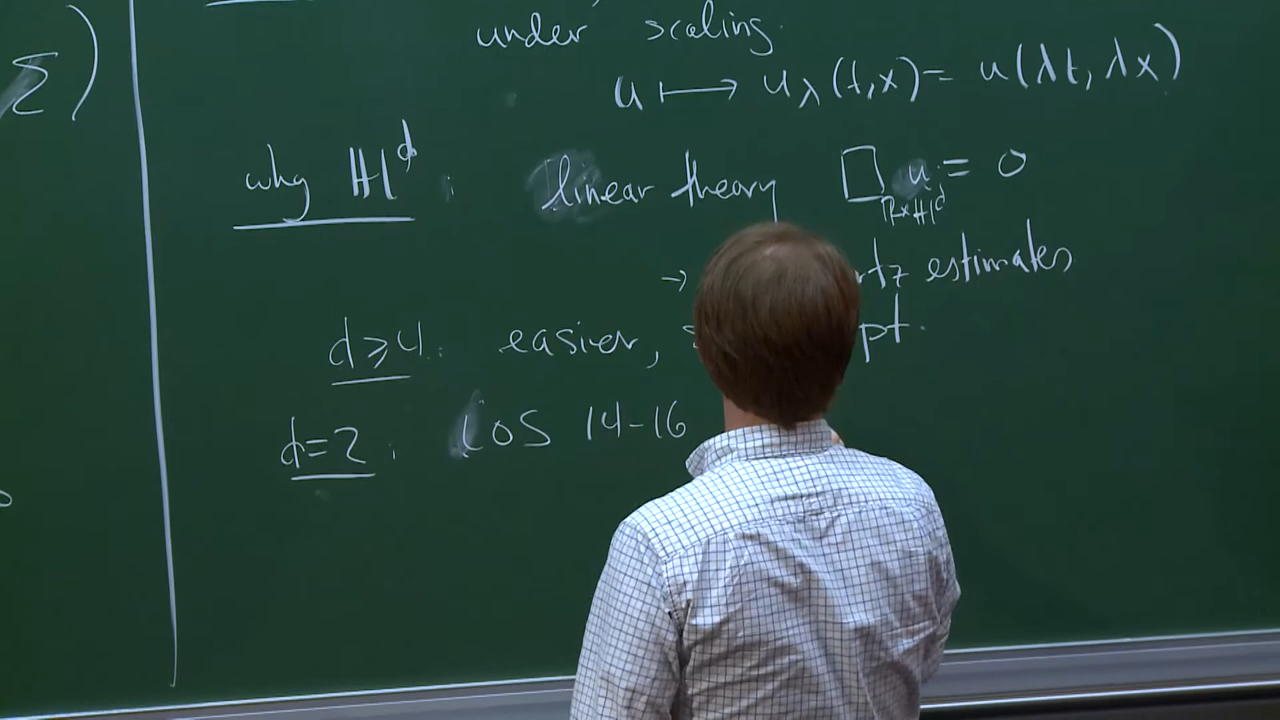 Σ)
under scaling.
u ⟼ u_λ(t,x) = u(λt, λx)
why ℍ^d : linear theory □_{ℝ×ℍ^d} u = 0
→ estimates
d ≥ 4 : easier,
d=2 : LOS 14-16